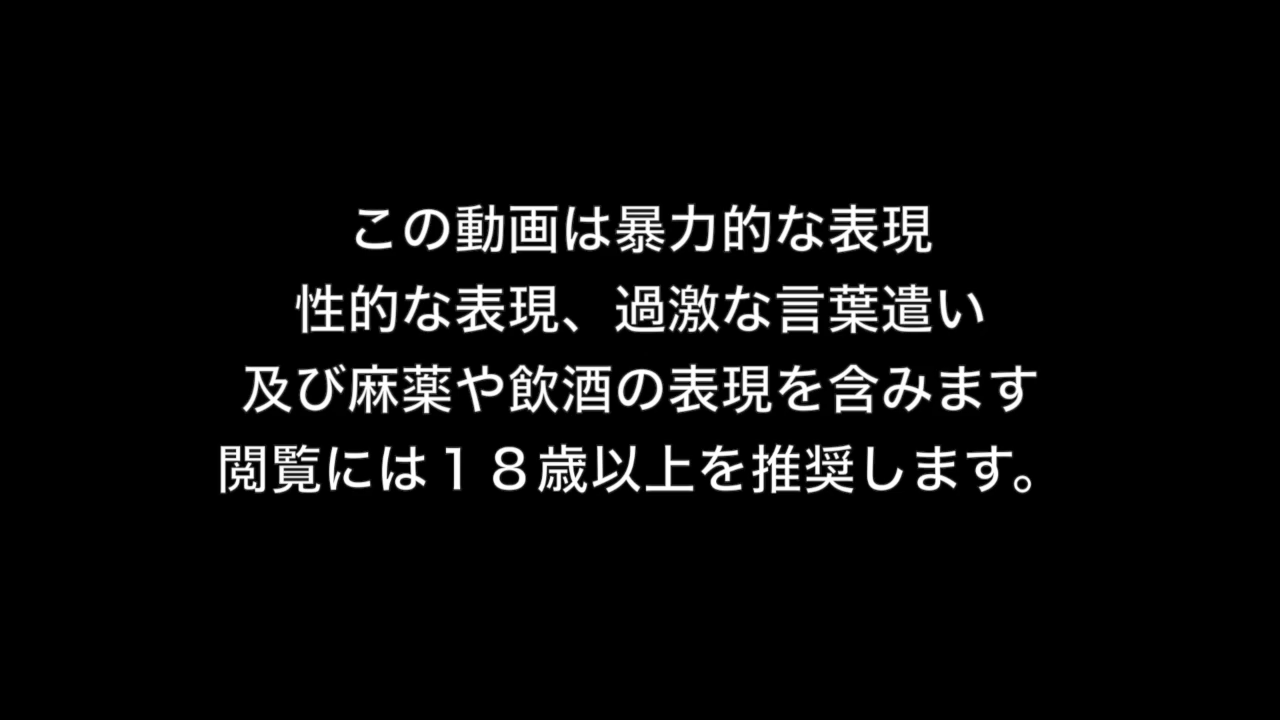 この動画は暴力的な表現
性的な表現、過激な言葉遣い
及び麻薬や飲酒の表現を含みます
閲覧には１８歳以上を推奨します。